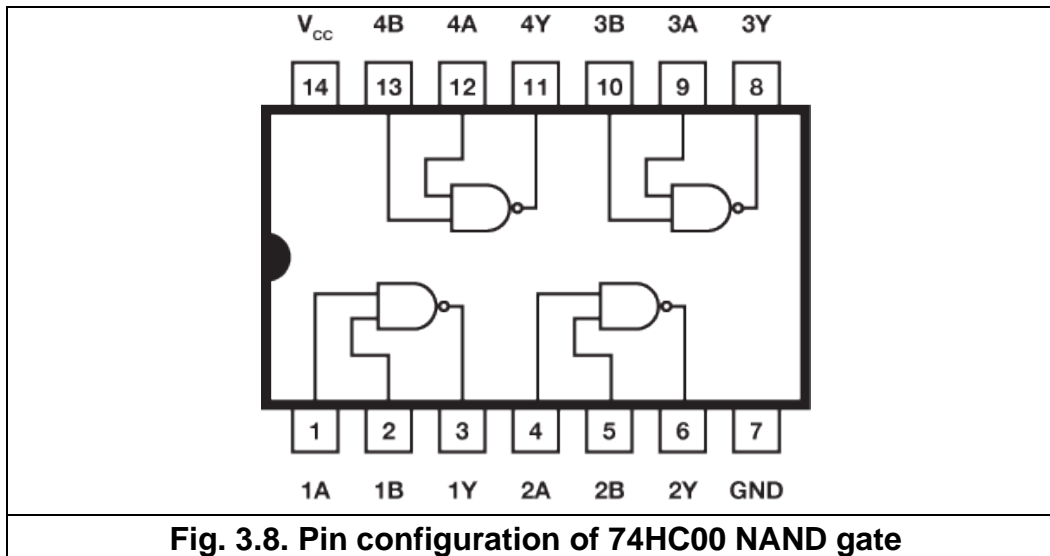 VCC 4B 4A 4Y 3B 3A 3Y
14 13 12 11 10 9 8
1 2 3 4 5 6 7
1A 1B 1Y 2A 2B 2Y GND
Fig. 3.8. Pin configuration of 74HC00 NAND gate